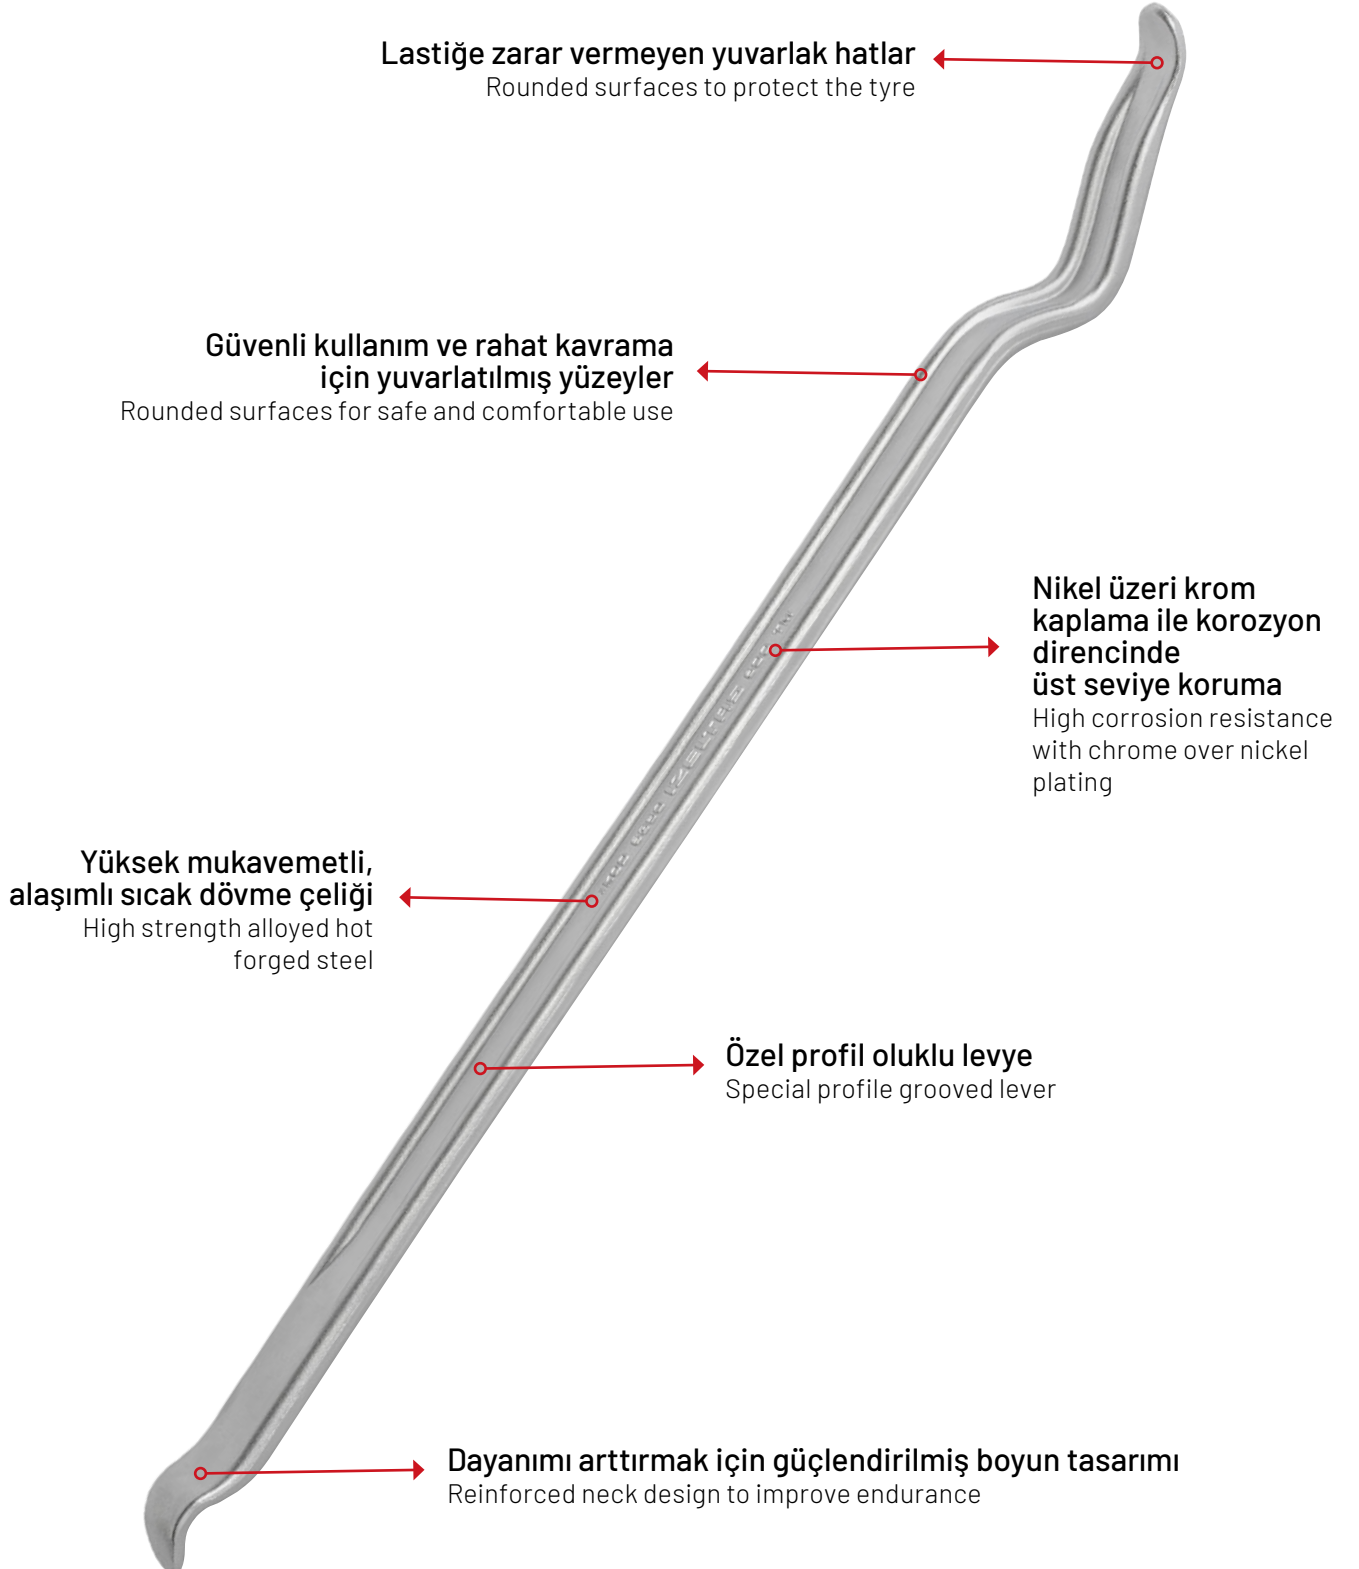 Lastiğe zarar vermeyen yuvarlak hatlar
Rounded surfaces to protect the tyre
Güvenli kullanım ve rahat kavrama
için yuvarlatılmış yüzeyler
Rounded surfaces for safe and comfortable use
Nikel üzeri krom
kaplama ile korozyon
direncinde
üst seviye koruma
High corrosion resistance
with chrome over nickel
plating
İZELTAŞ
Yüksek mukavemetli,
alaşımlı sıcak dövme çeliği
High strength alloyed hot
forged steel
Özel profil oluklu levye
Special profile grooved lever
Dayanımı arttırmak için güçlendirilmiş boyun tasarımı
Reinforced neck design to improve endurance